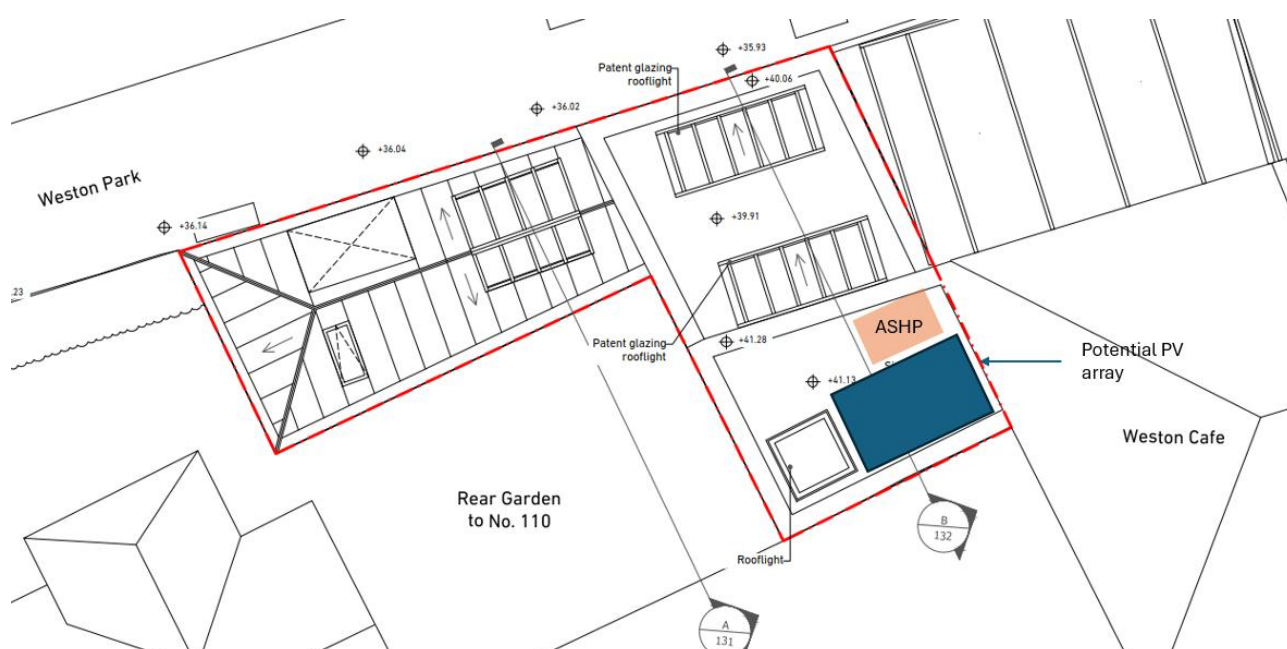 +35.93
Patent glazing
rooflight
+40.06
+36.02
+36.04
Weston Park
+36.14
+39.91
.23
ASHP
Patent glazing
rooflight
+41.28
Potential PV
array
+41.13
Weston Cafe
Rear Garden
to No. 110
B
132
Rooflight
A
131